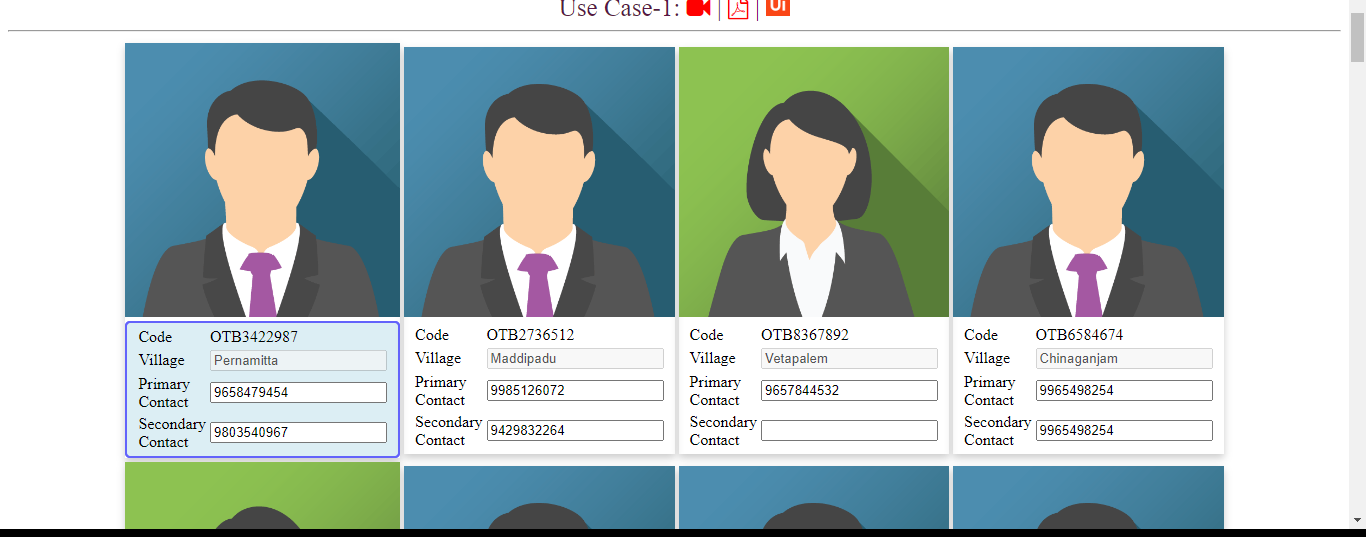 Use Case-1: | | Ui
Code OTB3422987
Village Pernamitta
Primary Contact 9658479454
Secondary Contact 9803540967
Code OTB2736512
Village Maddipadu
Primary Contact 9985126072
Secondary Contact 9429832264
Code OTB8367892
Village Vetapalem
Primary Contact 9657844532
Secondary Contact
Code OTB6584674
Village Chinaganjam
Primary Contact 9965498254
Secondary Contact 9965498254